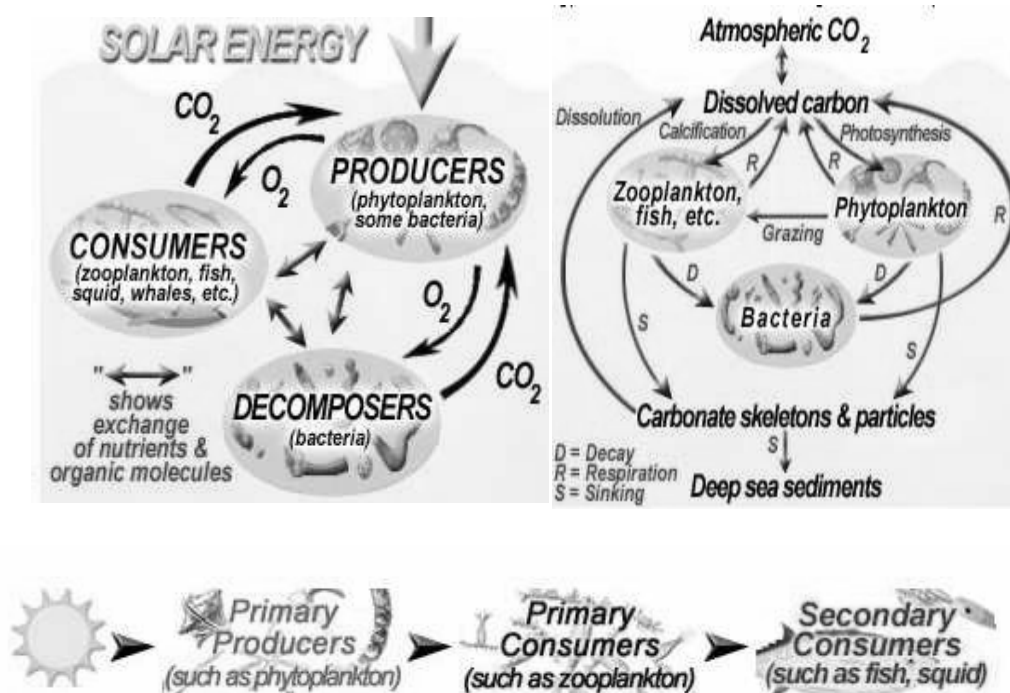 SOLAR ENERGY
CO2
O2
PRODUCERS
(phytoplankton,
some bacteria)
CONSUMERS
(zooplankton, fish,
squid, whales, etc.)
O2
CO2
"⟷"
shows
exchange
of nutrients &
organic molecules
DECOMPOSERS
(bacteria)
Atmospheric CO2
Dissolved carbon
Dissolution
Calcification
Photosynthesis
R
R
Zooplankton,
fish, etc.
Phytoplankton
R
Grazing
D
D
Bacteria
S
S
Carbonate skeletons & particles
D = Decay
R = Respiration
S = Sinking
S
Deep sea sediments
Primary
Producers
(such as phytoplankton)
Primary
Consumers
(such as zooplankton)
Secondary
Consumers
(such as fish, squid)